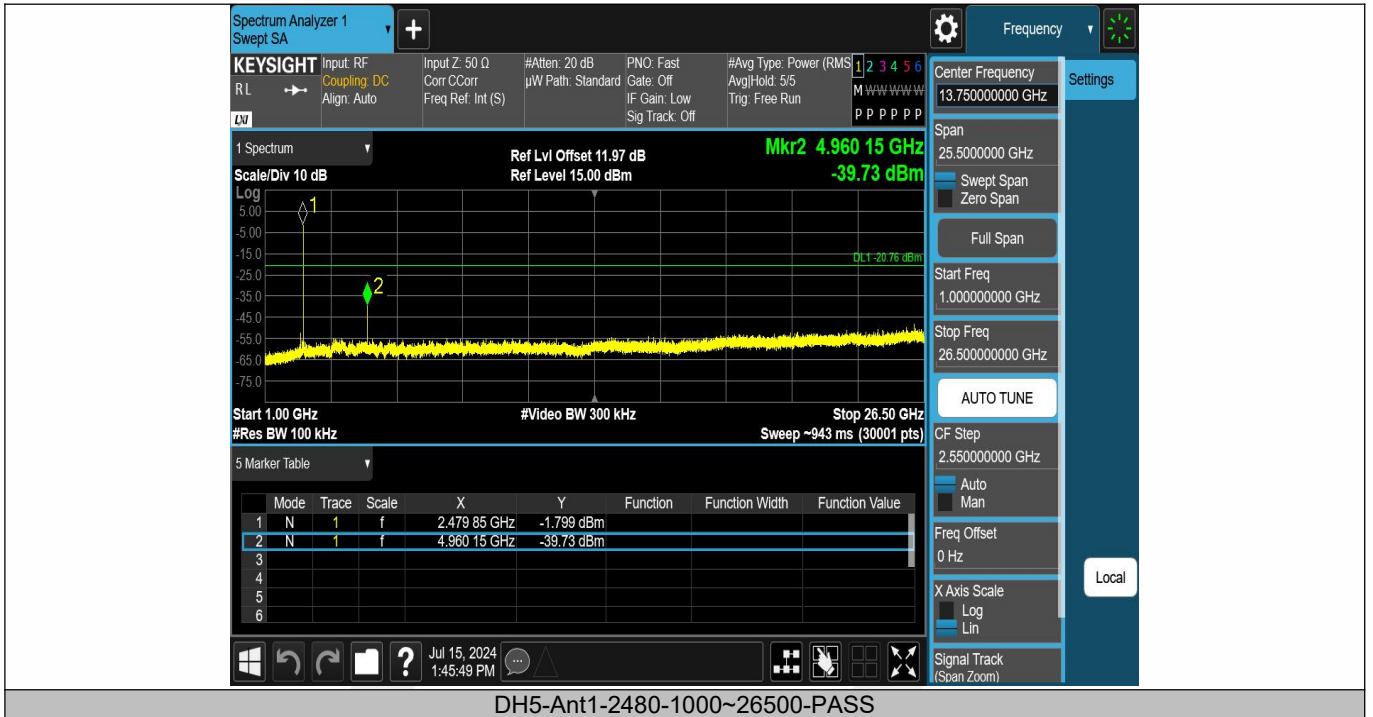 Spectrum Analyzer 1
Swept SA
+
Frequency
KEYSIGHT
RL
LXI
Input: RF
Coupling: DC
Align: Auto
Input Z: 50 Ω
Corr CCorr
Freq Ref: Int (S)
#Atten: 20 dB
µW Path: Standard
PNO: Fast
Gate: Off
IF Gain: Low
Sig Track: Off
#Avg Type: Power (RMS
Avg|Hold: 5/5
Trig: Free Run
1 2 3 4 5 6
M W W W W W
P P P P P P
1 Spectrum
Scale/Div 10 dB
Ref Lvl Offset 11.97 dB
Ref Level 15.00 dBm
Mkr2 4.960 15 GHz
-39.73 dBm
Log
5.00
-5.00
-15.0
-25.0
-35.0
-45.0
-55.0
-65.0
-75.0
1
2
DL1 -20.76 dBm
Start 1.00 GHz
#Video BW 300 kHz
Stop 26.50 GHz
#Res BW 100 kHz
Sweep ~943 ms (30001 pts)
5 Marker Table
Mode Trace Scale X Y Function Function Width Function Value
1 N 1 f 2.479 85 GHz -1.799 dBm
2 N 1 f 4.960 15 GHz -39.73 dBm
3
4
5
6
?
Jul 15, 2024
1:45:49 PM
Center Frequency
13.750000000 GHz
Settings
Span
25.5000000 GHz
Swept Span
Zero Span
Full Span
Start Freq
1.000000000 GHz
Stop Freq
26.500000000 GHz
AUTO TUNE
CF Step
2.550000000 GHz
Auto
Man
Freq Offset
0 Hz
X Axis Scale
Log
Lin
Local
Signal Track
(Span Zoom)
DH5-Ant1-2480-1000~26500-PASS